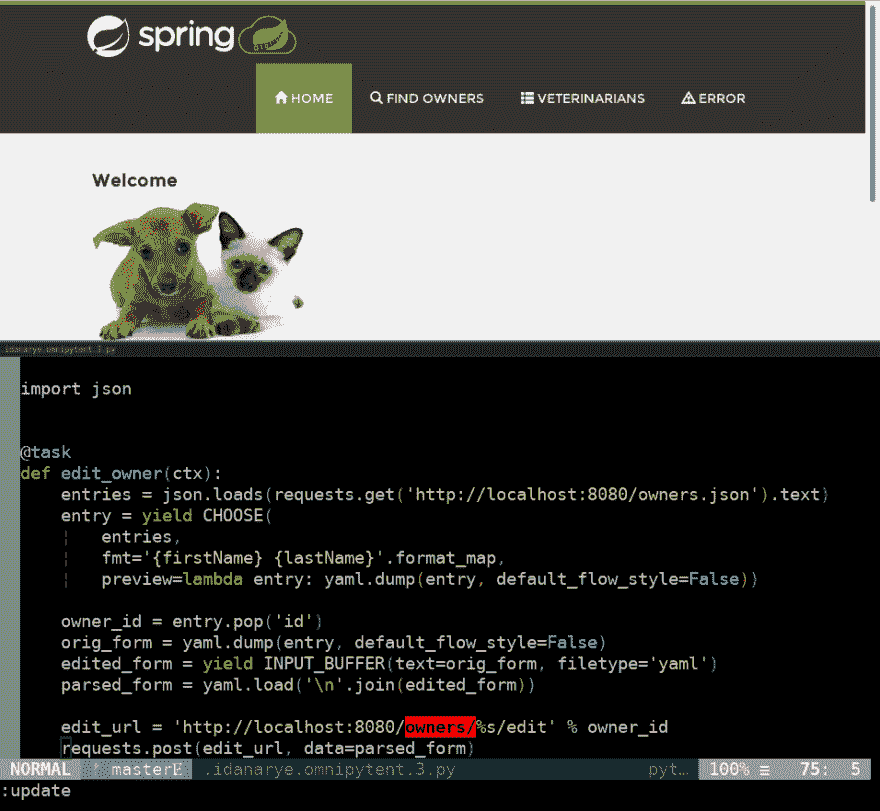 spring
HOME FIND OWNERS VETERINARIANS ERROR
Welcome
idanarye.omnipytent.3.py
import json
@task
def edit_owner(ctx):
entries = json.loads(requests.get('http://localhost:8080/owners.json').text)
entry = yield CHOOSE(
entries,
fmt='{firstName} {lastName}'.format_map,
preview=lambda entry: yaml.dump(entry, default_flow_style=False))
owner_id = entry.pop('id')
orig_form = yaml.dump(entry, default_flow_style=False)
edited_form = yield INPUT_BUFFER(text=orig_form, filetype='yaml')
parsed_form = yaml.load('\n'.join(edited_form))
edit_url = 'http://localhost:8080/owners/%s/edit' % owner_id
requests.post(edit_url, data=parsed_form)
NORMAL master .idanarye.omnipytent.3.py pyt… 100% ≡ 75: 5
:update